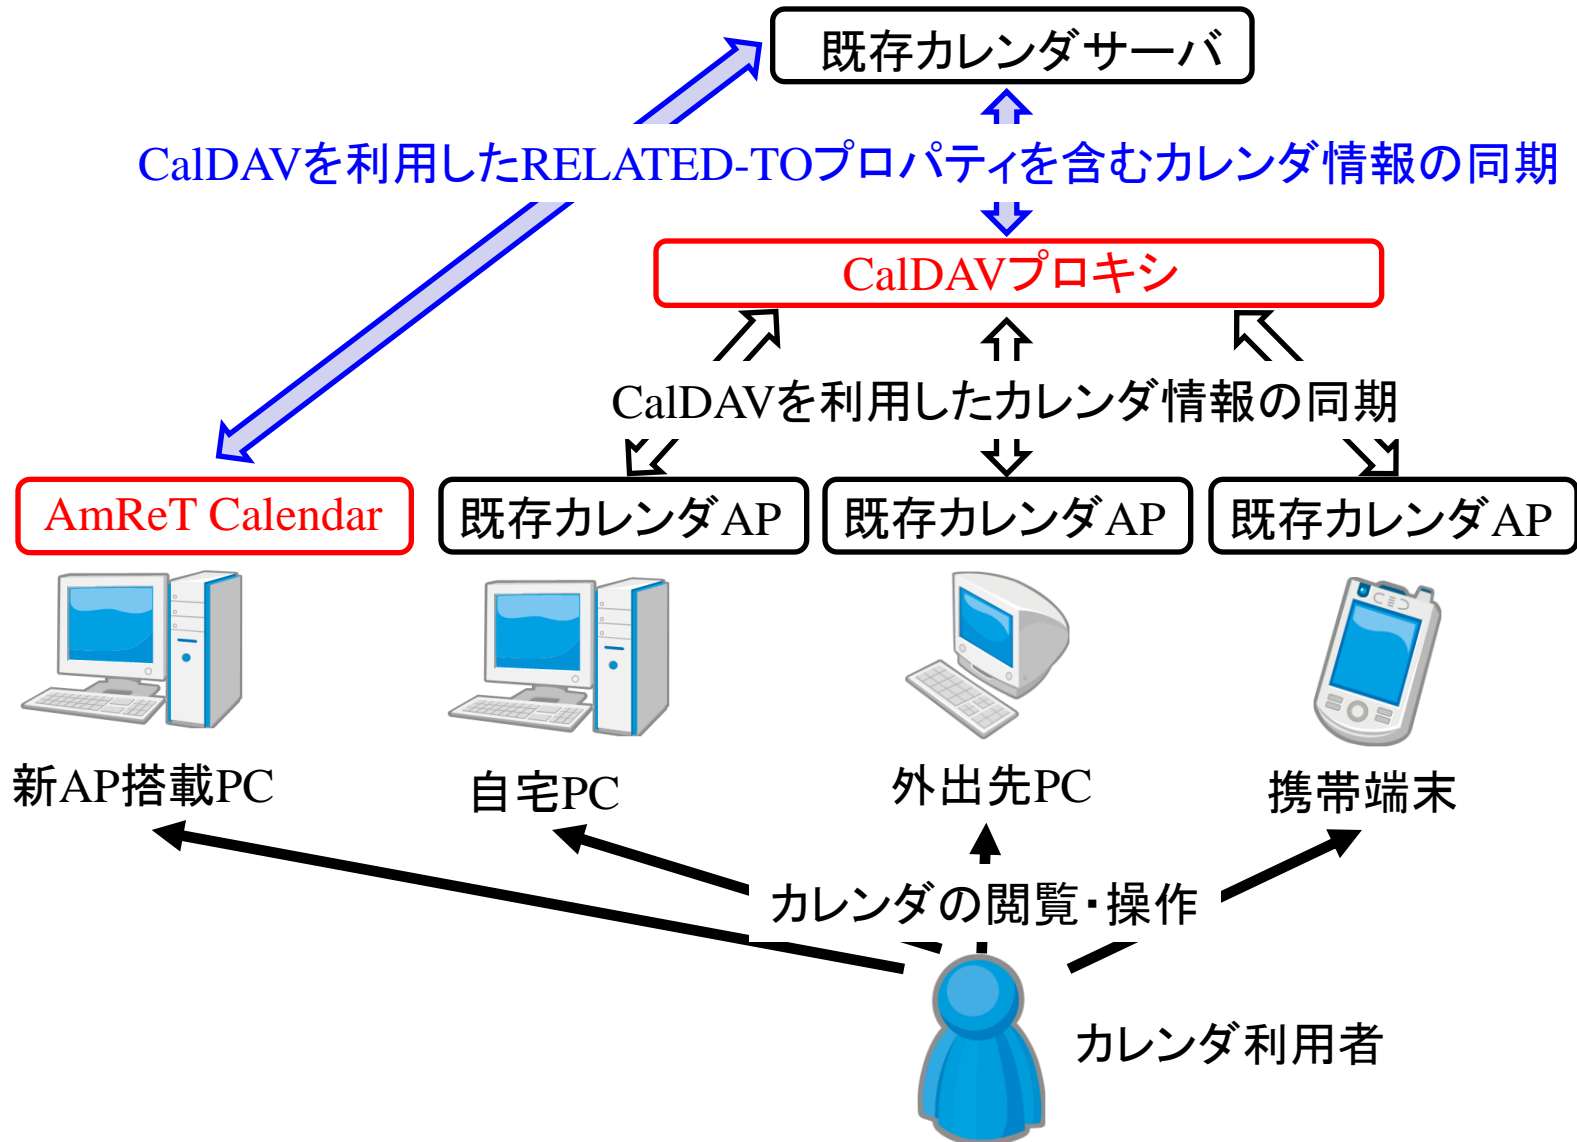 既存カレンダサーバ
CalDAVを利用したRELATED-TOプロパティを含むカレンダ情報の同期
CalDAVプロキシ
CalDAVを利用したカレンダ情報の同期
AmReT Calendar
既存カレンダAP
既存カレンダAP
既存カレンダAP
新AP搭載PC
自宅PC
外出先PC
携帯端末
カレンダの閲覧・操作
カレンダ利用者